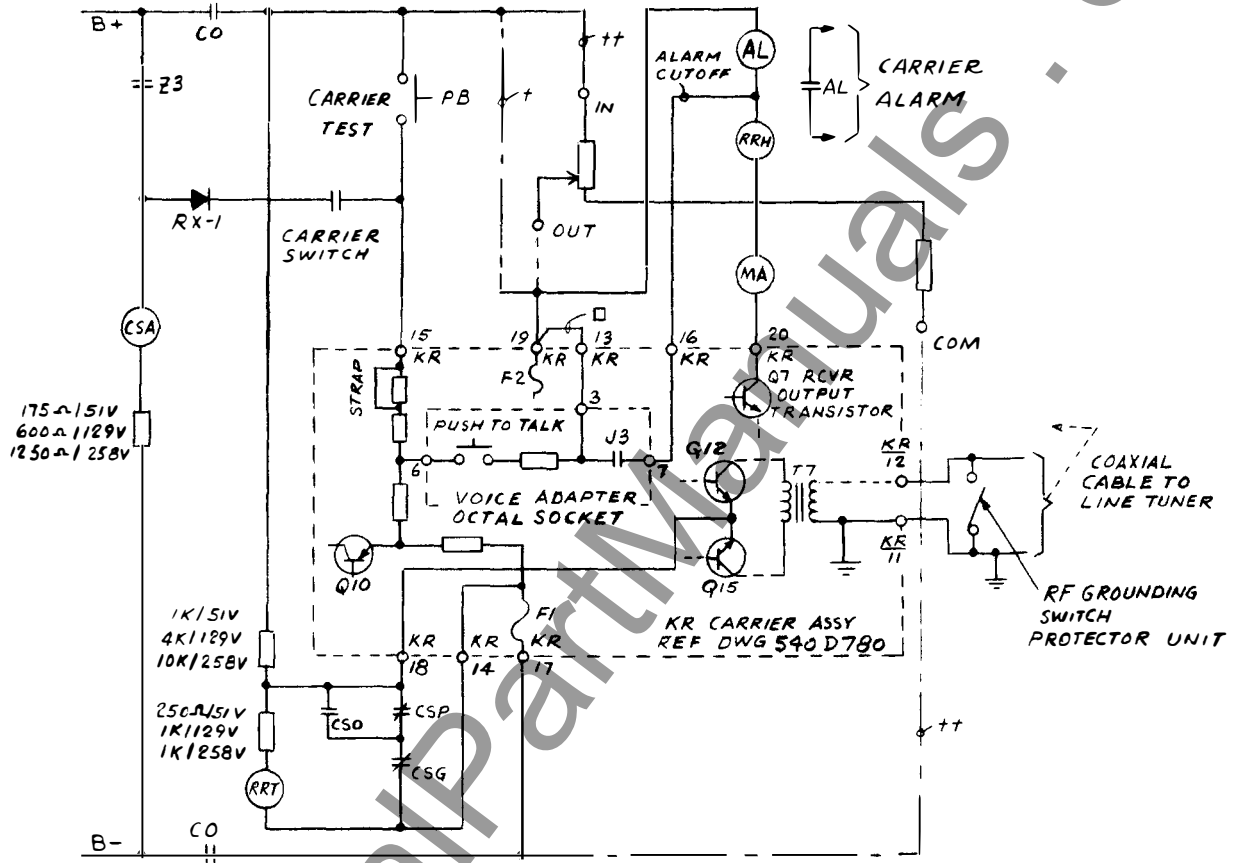 B+
CO
Z3
CARRIER
TEST
PB
†
††
IN
OUT
ALARM
CUTOFF
AL
RRH
MA
AL
CARRIER
ALARM
RX-1
CARRIER
SWITCH
CSA
175Ω/51V
600Ω/129V
1250Ω/258V
15
KR
19
KR
13
KR
16
KR
20
KR
COM
F2
STRAP
3
PUSH TO TALK
J3
6
7
VOICE ADAPTER
OCTAL SOCKET
Q7 RCVR
OUTPUT
TRANSISTOR
Q12
T7
KR
12
KR
11
COAXIAL
CABLE TO
LINE TUNER
Q10
Q15
F1
KR CARRIER ASSY
REF DWG 540D780
RF GROUNDING
SWITCH
PROTECTOR UNIT
1K/51V
4K/129V
10K/258V
KR
18
KR
14
KR
17
250Ω/51V
1K/129V
1K/258V
CSO
CSP
CSG
RRT
††
CO
B-
alPartManuals.c